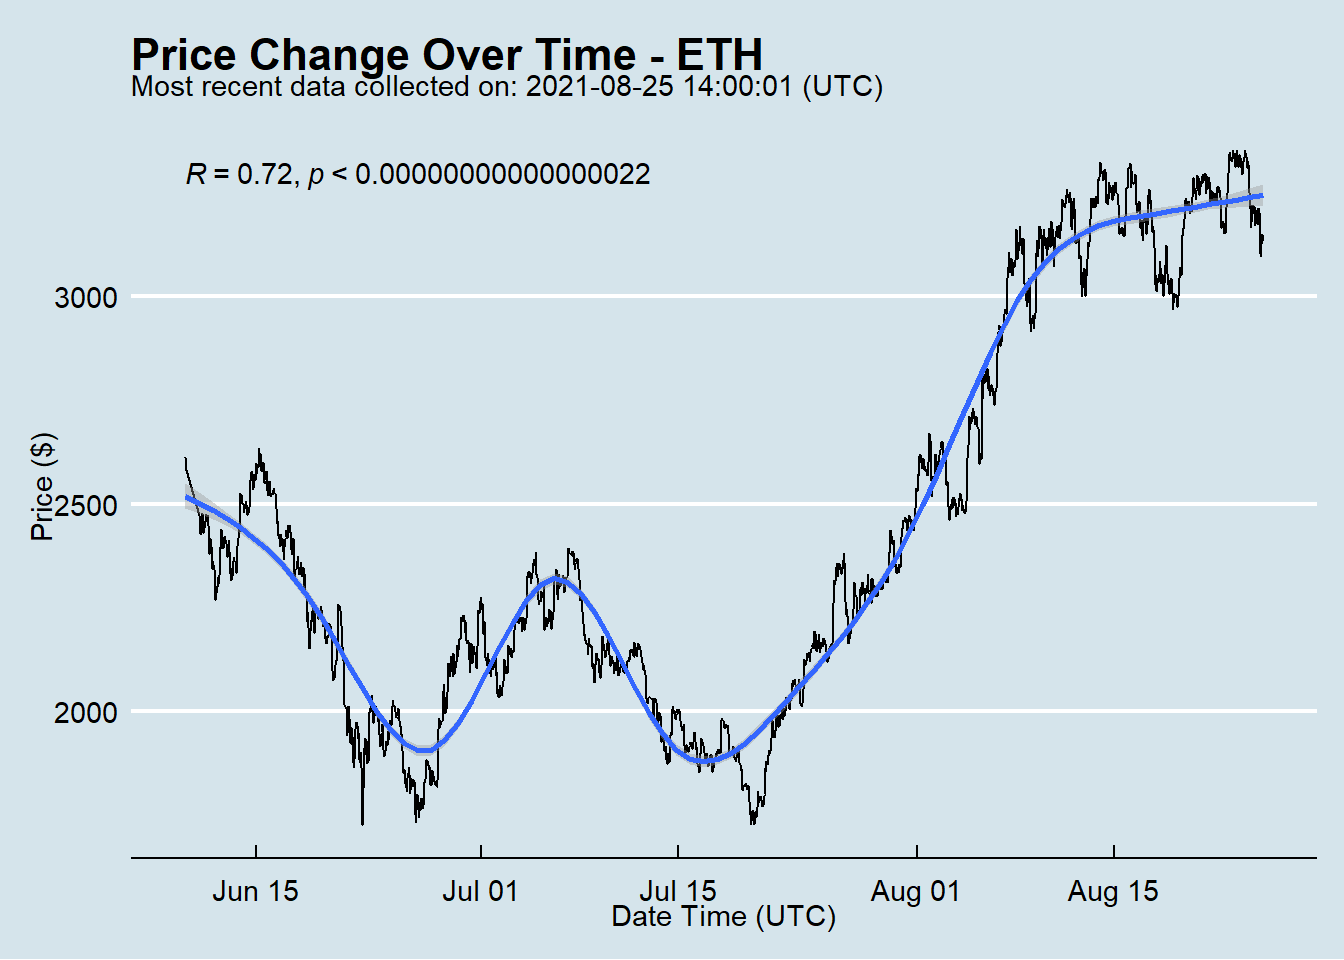 Price Change Over Time - ETH
Most recent data collected on: 2021-08-25 14:00:01 (UTC)
R = 0.72, p < 0.00000000000000022
3000
2500
2000
Price ($)
Jun 15 Jul 01 Jul 15 Aug 01 Aug 15
Date Time (UTC)